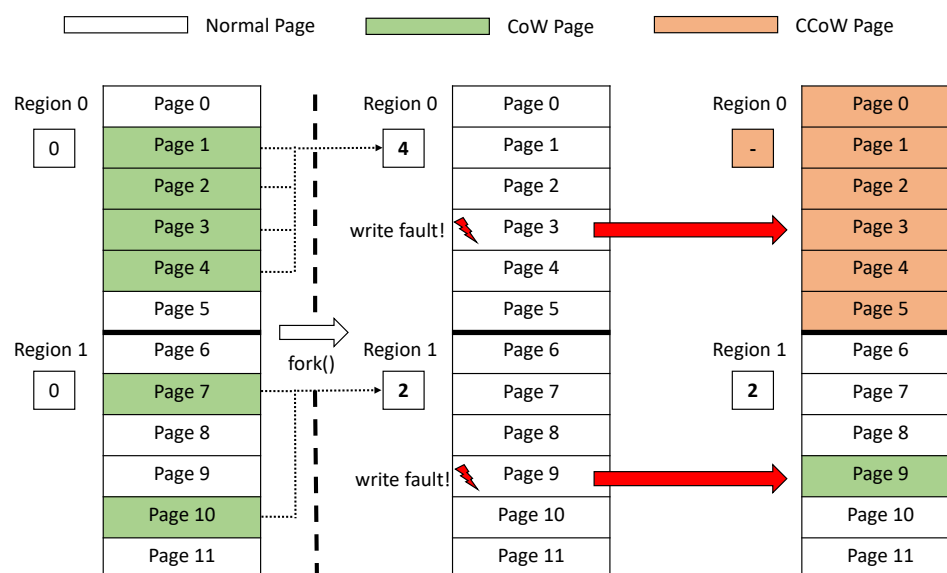 Normal Page
CoW Page
CCoW Page
Region 0
0
Page 0
Page 1
Page 2
Page 3
Page 4
Page 5
Region 1
0
Page 6
Page 7
Page 8
Page 9
Page 10
Page 11
fork()
Region 0
4
write fault!
Page 0
Page 1
Page 2
Page 3
Page 4
Page 5
Region 1
2
write fault!
Page 6
Page 7
Page 8
Page 9
Page 10
Page 11
Region 0
-
Page 0
Page 1
Page 2
Page 3
Page 4
Page 5
Region 1
2
Page 6
Page 7
Page 8
Page 9
Page 10
Page 11